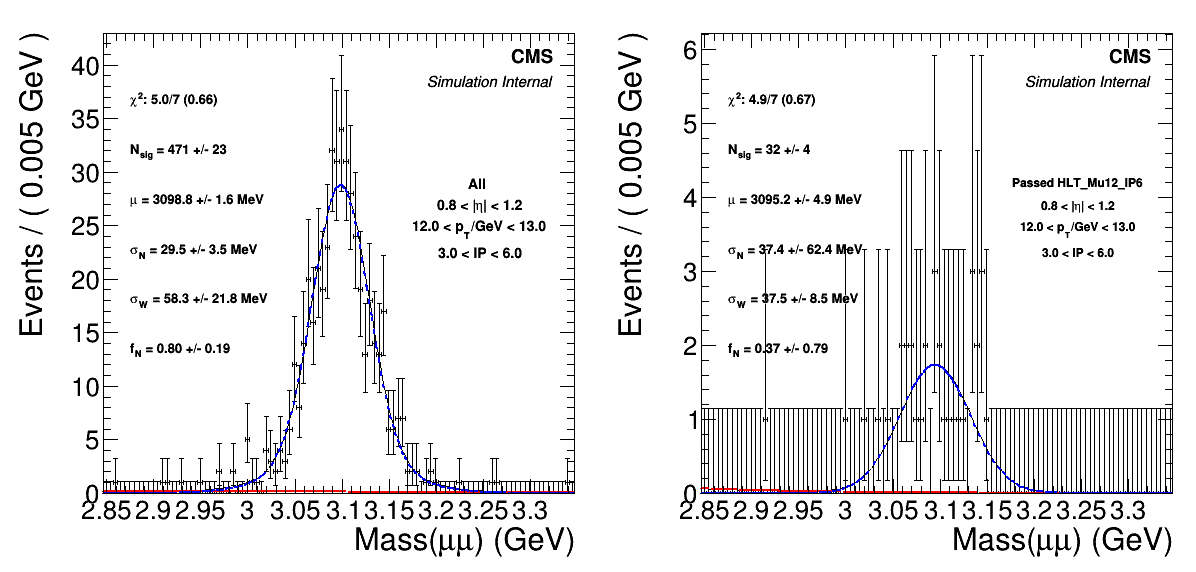 CMS
Simulation Internal
χ²: 5.0/7 (0.66)
N_sig = 471 +/- 23
All
μ = 3098.8 +/- 1.6 MeV
0.8 < |η| < 1.2
12.0 < p_T/GeV < 13.0
σ_N = 29.5 +/- 3.5 MeV
3.0 < IP < 6.0
σ_W = 58.3 +/- 21.8 MeV
f_N = 0.80 +/- 0.19
Events / ( 0.005 GeV )
40
35
30
25
20
15
10
5
0
2.85 2.9 2.95 3 3.05 3.1 3.15 3.2 3.25 3.3
Mass(μμ) (GeV)
CMS
Simulation Internal
χ²: 4.9/7 (0.67)
N_sig = 32 +/- 4
Passed HLT_Mu12_IP6
μ = 3095.2 +/- 4.9 MeV
0.8 < |η| < 1.2
12.0 < p_T/GeV < 13.0
σ_N = 37.4 +/- 62.4 MeV
3.0 < IP < 6.0
σ_W = 37.5 +/- 8.5 MeV
f_N = 0.37 +/- 0.79
Events / ( 0.005 GeV )
6
5
4
3
2
1
0
2.85 2.9 2.95 3 3.05 3.1 3.15 3.2 3.25 3.3
Mass(μμ) (GeV)